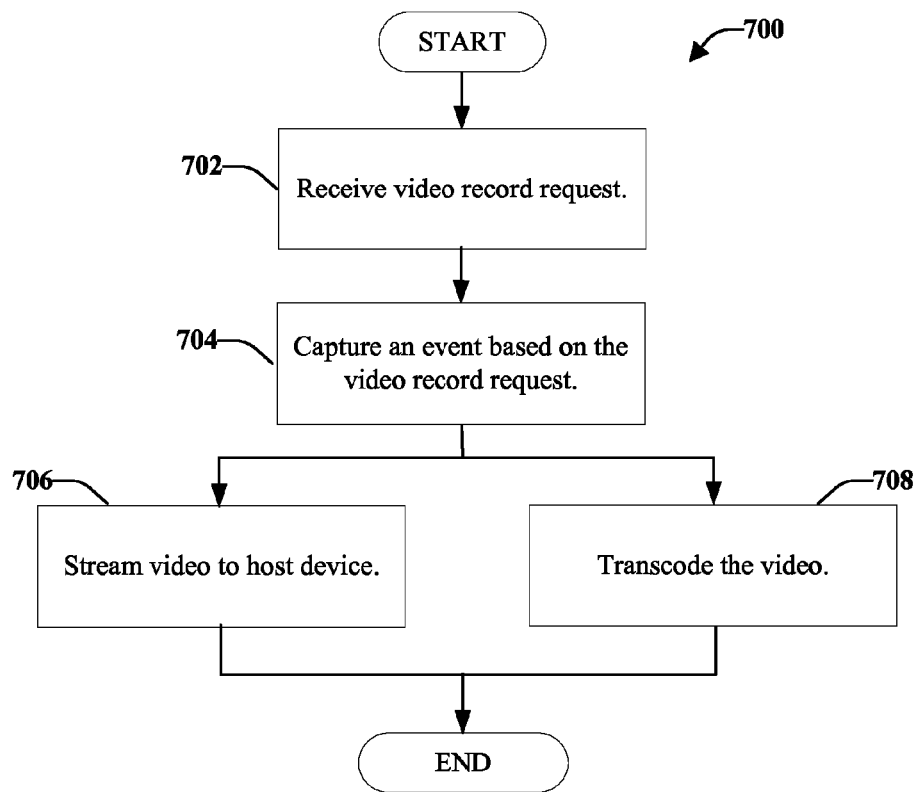 START
700
702
Receive video record request.
704
Capture an event based on the
video record request.
706
708
Stream video to host device.
Transcode the video.
END